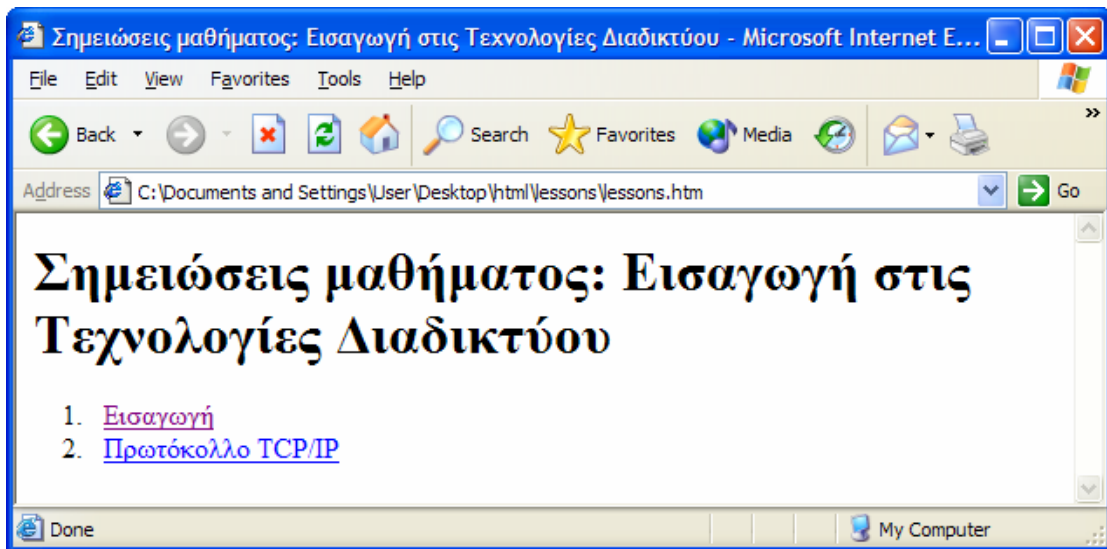 Σημειώσεις μαθήματος: Εισαγωγή στις Τεχνολογίες Διαδικτύου - Microsoft Internet E...
File Edit View Favorites Tools Help
Back Search Favorites Media »
Address C:\Documents and Settings\User\Desktop\html\lessons\lessons.htm Go
Σημειώσεις μαθήματος: Εισαγωγή στις
Τεχνολογίες Διαδικτύου
1. Εισαγωγή
2. Πρωτόκολλο TCP/IP
Done My Computer